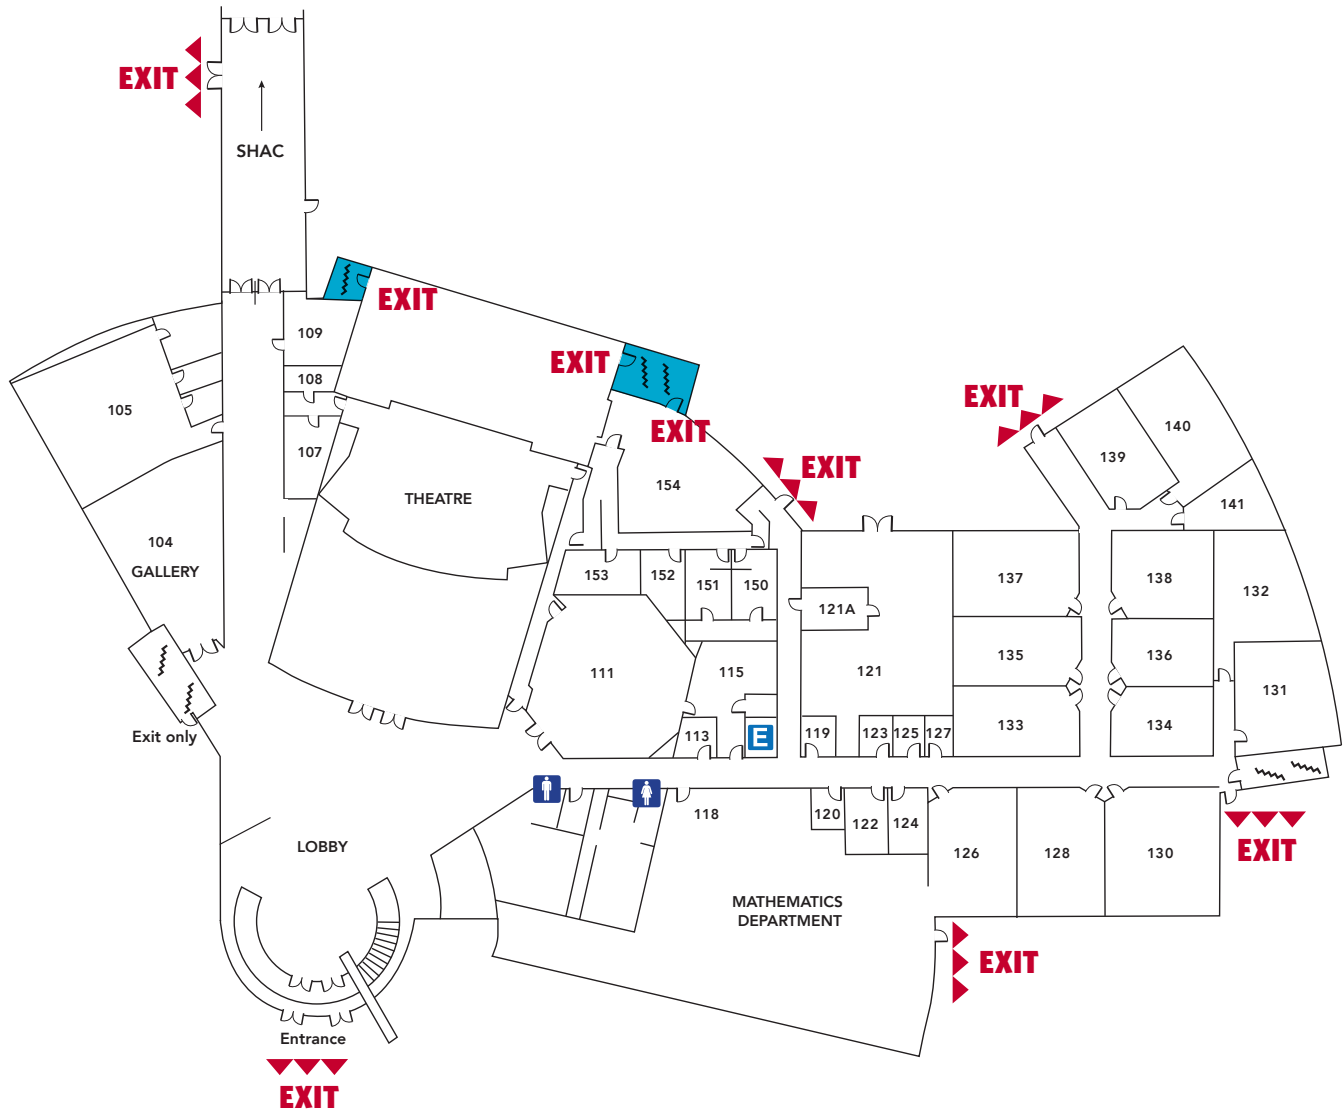 EXIT
SHAC
EXIT
109
EXIT
108
105
EXIT
140
107
139
THEATRE
154
EXIT
141
104
GALLERY
153
152
151
150
137
138
132
121A
135
136
111
115
121
131
Exit only
113
E
119
123
125
127
133
134
118
120
122
124
LOBBY
126
128
130
EXIT
MATHEMATICS
DEPARTMENT
EXIT
Entrance
EXIT
EXIT